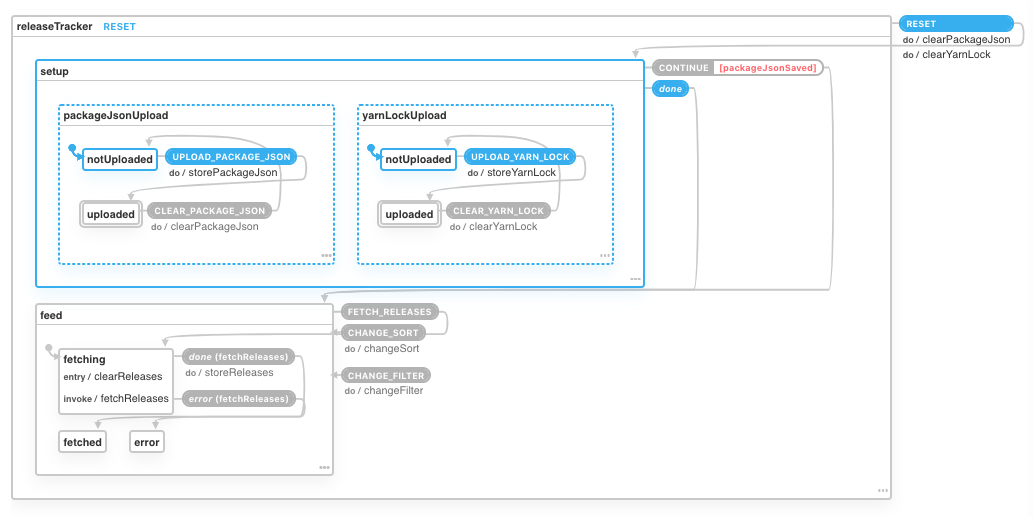 releaseTracker RESET
RESET
do / clearPackageJson
do / clearYarnLock
setup
CONTINUE [packageJsonSaved]
done
packageJsonUpload
notUploaded
UPLOAD_PACKAGE_JSON
do / storePackageJson
uploaded
CLEAR_PACKAGE_JSON
do / clearPackageJson
yarnLockUpload
notUploaded
UPLOAD_YARN_LOCK
do / storeYarnLock
uploaded
CLEAR_YARN_LOCK
do / clearYarnLock
feed
FETCH_RELEASES
CHANGE_SORT
do / changeSort
CHANGE_FILTER
do / changeFilter
fetching
entry / clearReleases
invoke / fetchReleases
done (fetchReleases)
do / storeReleases
error (fetchReleases)
fetched
error